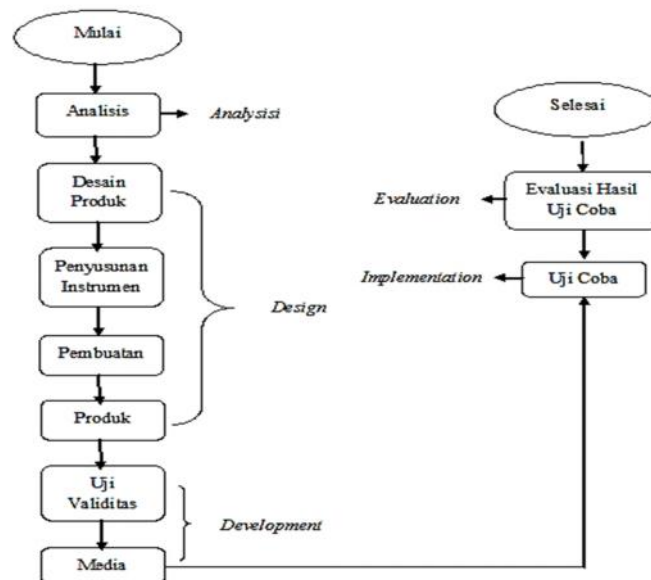 Mulai
Analisis
Analysisi
Desain
Produk
Penyusunan
Instrumen
Design
Pembuatan
Produk
Uji
Validitas
Development
Media
Selesai
Evaluation
Evaluasi Hasil
Uji Coba
Implementation
Uji Coba